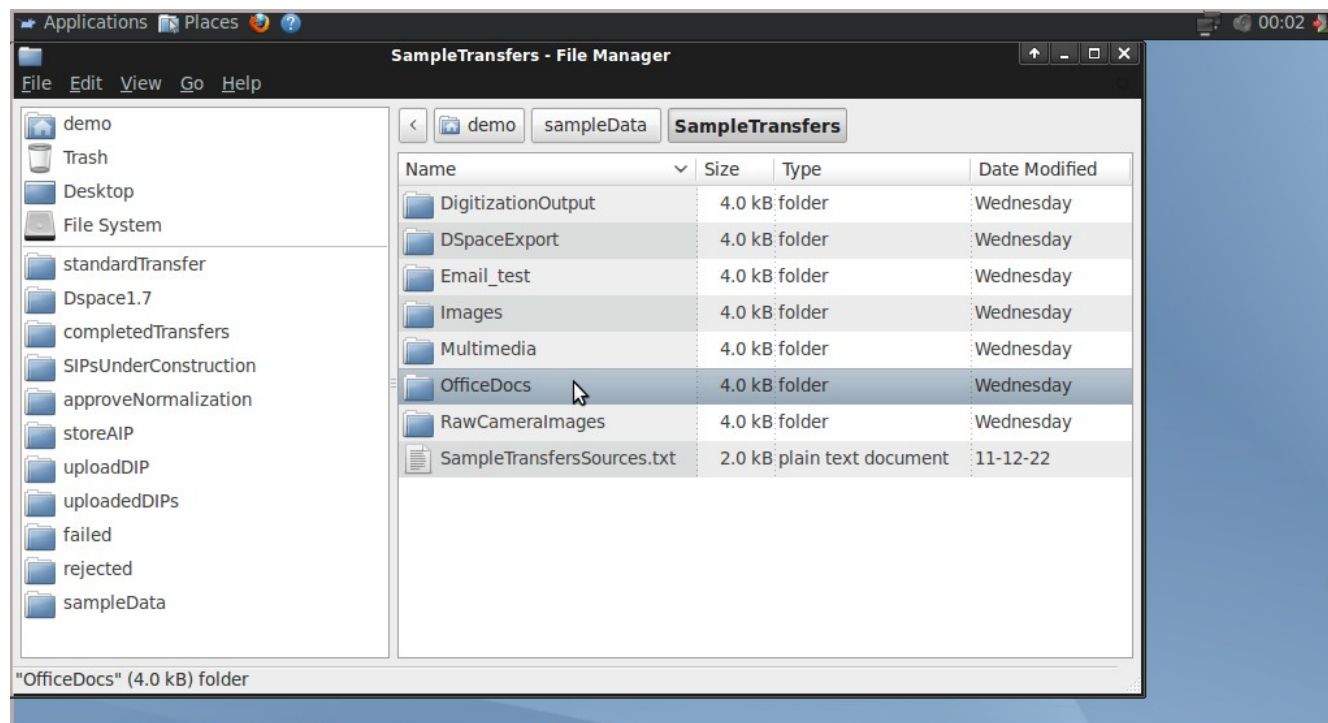 Applications Places 00:02
SampleTransfers - File Manager
File Edit View Go Help
demo
Trash
Desktop
File System
standardTransfer
Dspace1.7
completedTransfers
SIPsUnderConstruction
approveNormalization
storeAIP
uploadDIP
uploadedDIPs
failed
rejected
sampleData
demo sampleData SampleTransfers
Name Size Type Date Modified
DigitizationOutput 4.0 kB folder Wednesday
DSpaceExport 4.0 kB folder Wednesday
Email_test 4.0 kB folder Wednesday
Images 4.0 kB folder Wednesday
Multimedia 4.0 kB folder Wednesday
OfficeDocs 4.0 kB folder Wednesday
RawCameraImages 4.0 kB folder Wednesday
SampleTransfersSources.txt 2.0 kB plain text document 11-12-22
"OfficeDocs" (4.0 kB) folder